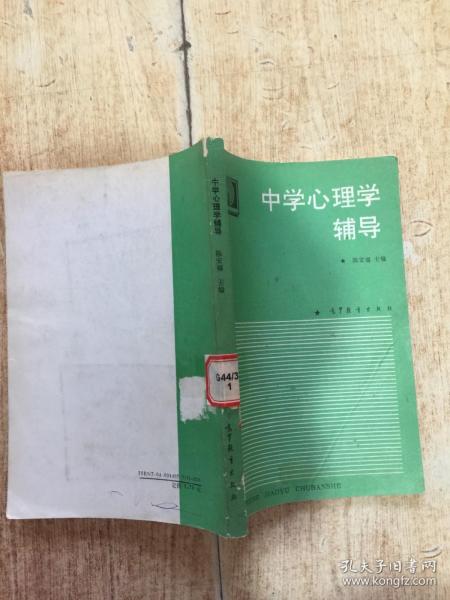 中学心理学
辅导
★ 陈安福 主编
★ 高等教育出版社
JIAOYU CHUBANSHE
中学心理学辅导
陈安福 主编
G44/3
1
高等教育出版社
孔夫子旧书网
www.kongfz.com